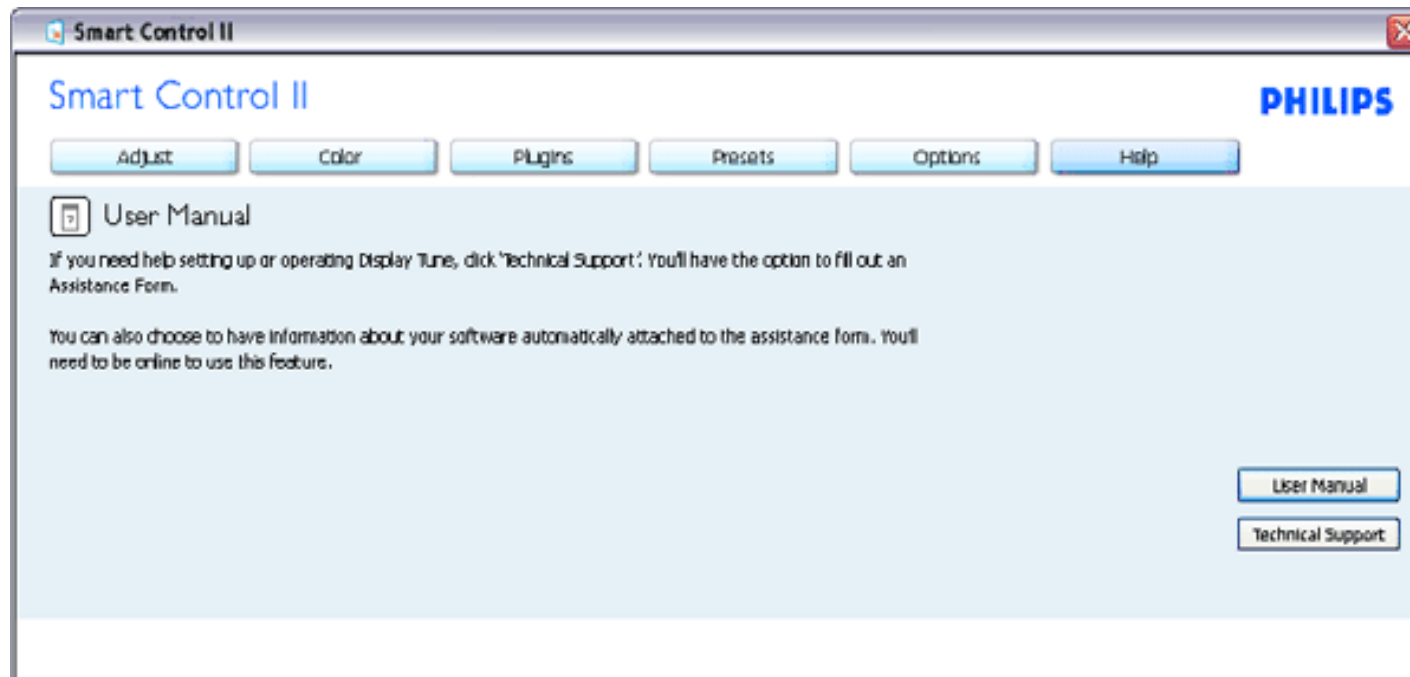 Smart Control II
Smart Control II
PHILIPS
Adjust
Color
Plugins
Presets
Options
Help
User Manual
If you need help setting up or operating Display Tune, click 'Technical Support'. You'll have the option to fill out an
Assistance Form.
You can also choose to have information about your software automatically attached to the assistance form. You'll
need to be online to use this feature.
User Manual
Technical Support